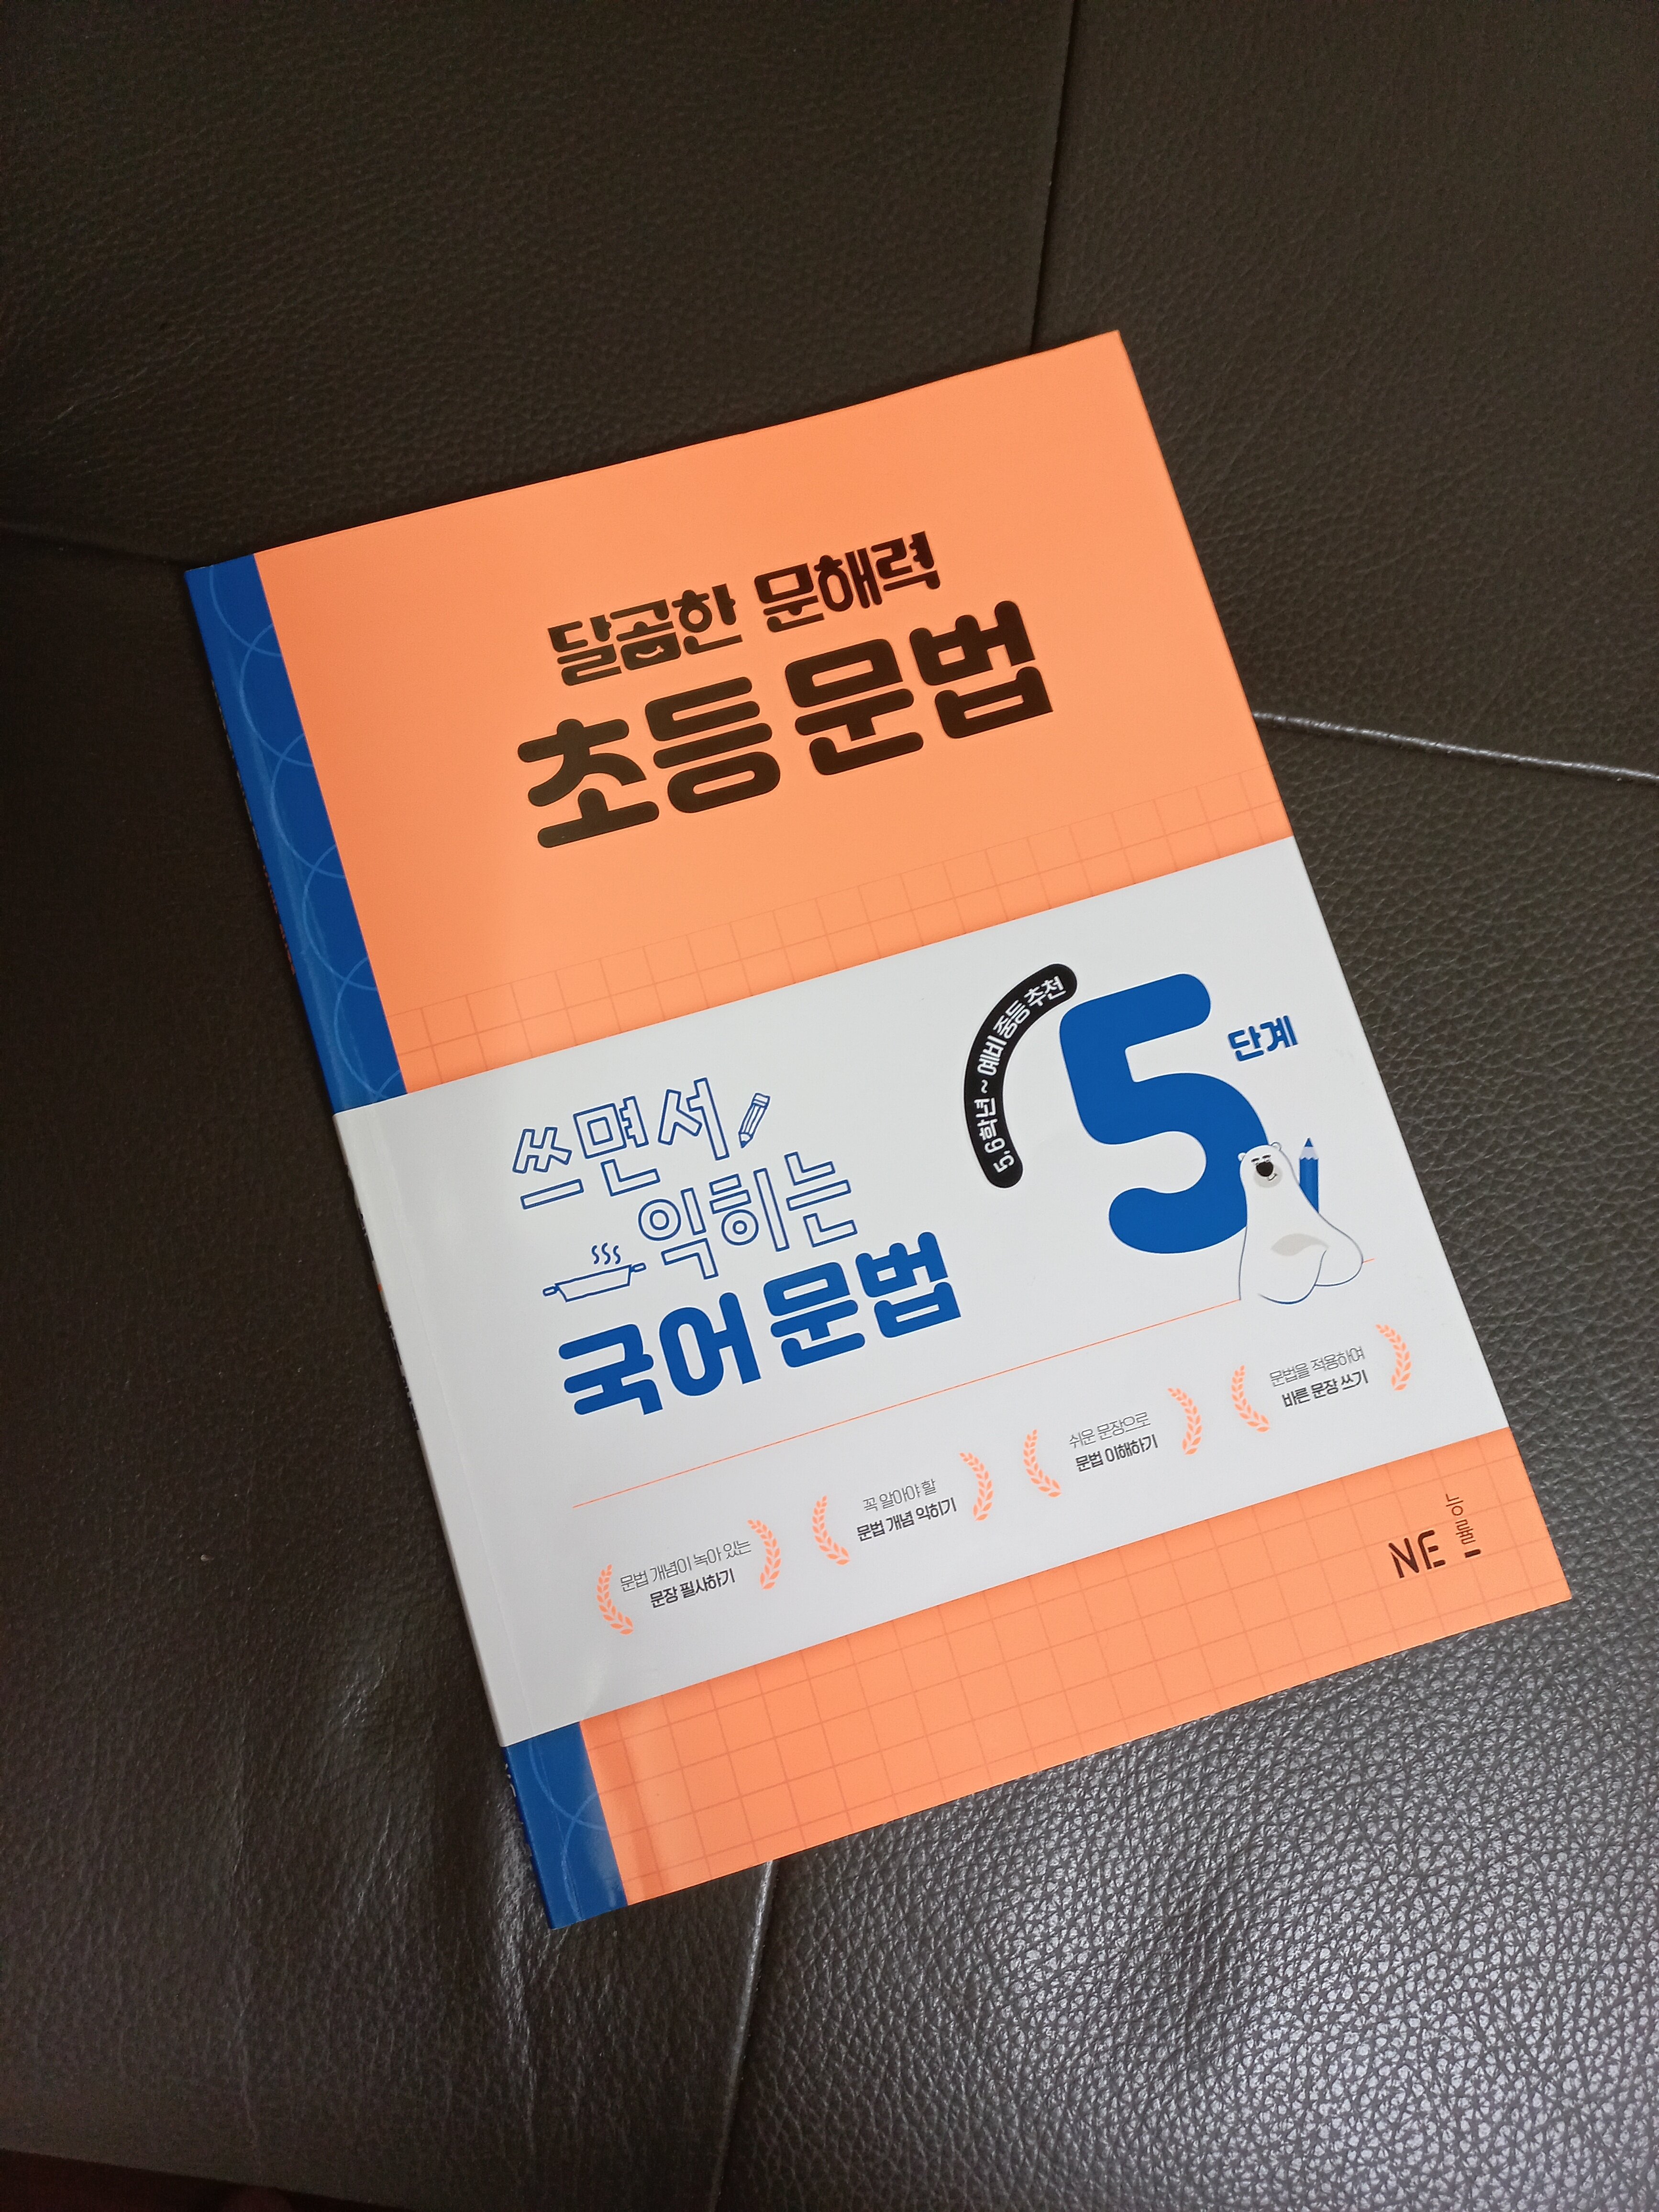 달곰한 문해력
초등 문법
5, 6학년 ~ 예비 중등 추천
5 단계
쓰면서
익히는
국어 문법
문법 개념이 녹아 있는
문장 필사하기
꼭 알아야 할
문법 개념 익히기
쉬운 문장으로
문법 이해하기
문법을 적용하여
바른 문장 쓰기
NE 능률